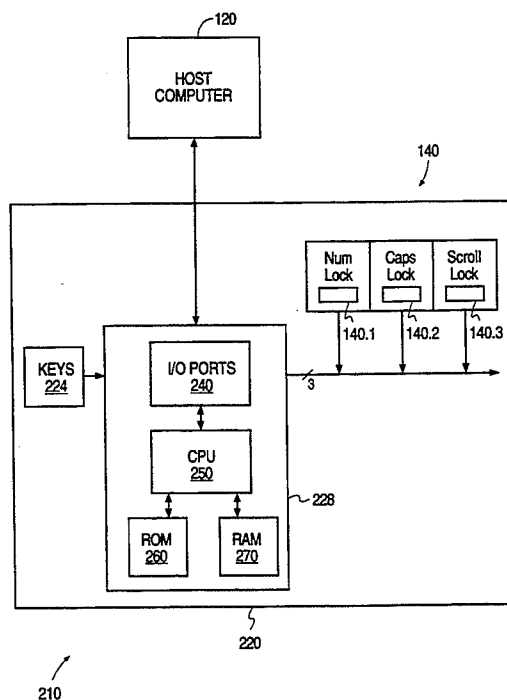 120
HOST
COMPUTER
140
Num
Lock
Caps
Lock
Scroll
Lock
140.1
140.2
140.3
KEYS
224
I/O PORTS
240
3
CPU
250
228
ROM
260
RAM
270
220
210